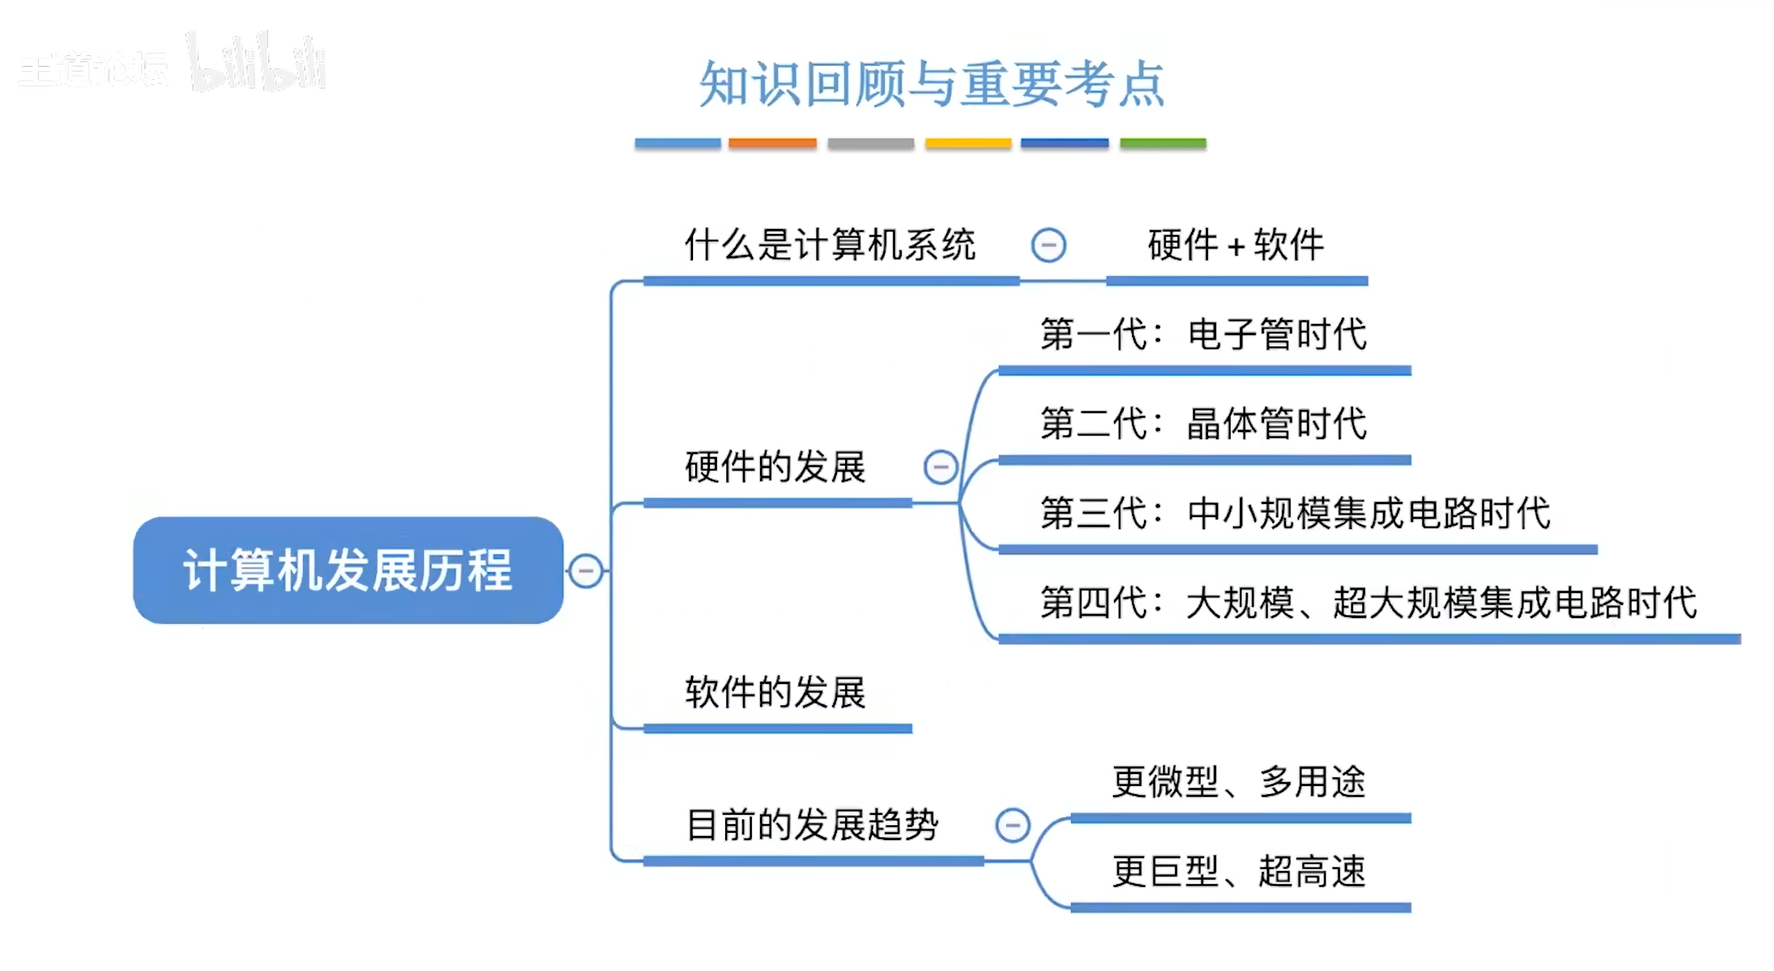 王道论坛 bilibili
知识回顾与重要考点
什么是计算机系统
硬件+软件
硬件的发展
第一代：电子管时代
第二代：晶体管时代
第三代：中小规模集成电路时代
第四代：大规模、超大规模集成电路时代
计算机发展历程
软件的发展
目前的发展趋势
更微型、多用途
更巨型、超高速